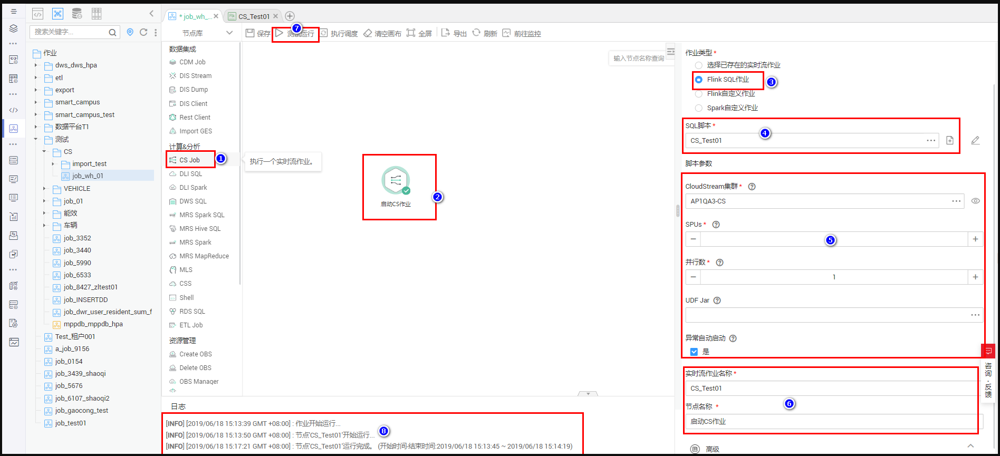 * job_wh_...
Flk
CS_Test01
搜索关键字...
节点库
保存
测试运行
执行调度
清空画布
全屏
导出
刷新
前往监控
7
作业
dws_dws_hpa
etl
export
smart_campus
smart_campus_test
数据平台T1
测试
CS
import_test
job_wh_01
VEHICLE
job_01
能效
车辆
job_3352
job_3440
job_5990
job_6533
job_8427_zltest01
job_INSERTDD
job_dwr_user_resident_sum_f
mppdb_mppdb_hpa
Test_租户001
a_job_9156
job_0154
job_3439_shaoqi
job_5676
job_6107_shaoqi2
job_gaocong_test
job_test01
数据集成
CDM Job
DIS Stream
DIS Dump
DIS Client
Rest Client
Import GES
计算&分析
CS Job
1
DLI SQL
DLI Spark
DWS SQL
MRS Spark SQL
MRS Hive SQL
MRS Spark
MRS MapReduce
MLS
CSS
Shell
RDS SQL
ETL Job
资源管理
Create OBS
Delete OBS
OBS Manager
执行一个实时流作业。
启动CS作业
2
输入节点名称查询
作业类型 *
选择已存在的实时流作业
Flink SQL作业
3
Flink自定义作业
Spark自定义作业
SQL脚本 *
4
CS_Test01
脚本参数
CloudStream集群 *
AP1QA3-CS
SPUs *
5
并行数 *
1
UDF Jar
异常自动启动
是
实时流作业名称 *
CS_Test01
6
节点名称 *
启动CS作业
高级
咨询·反馈
日志
[INFO] [2019/06/18 15:13:39 GMT +08:00] : 作业开始运行...
[INFO] [2019/06/18 15:13:50 GMT +08:00] : 节点'CS_Test01'开始运行...
8
[INFO] [2019/06/18 15:17:21 GMT +08:00] : 节点'CS_Test01'运行完成。 (开始时间-结束时间:2019/06/18 15:13:45 ~ 2019/06/18 15:14:19)